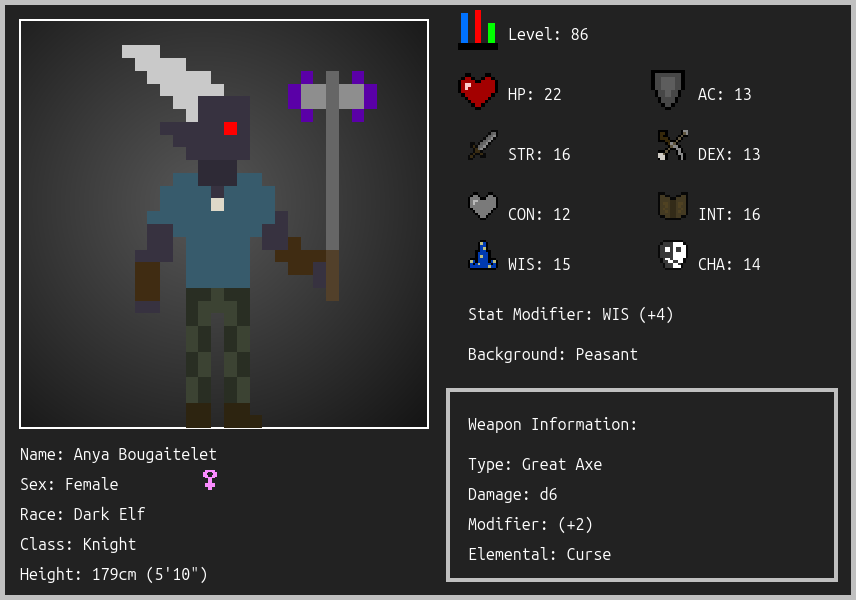 Level: 86
HP: 22
AC: 13
STR: 16
DEX: 13
CON: 12
INT: 16
WIS: 15
CHA: 14
Stat Modifier: WIS (+4)
Background: Peasant
Weapon Information:
Type: Great Axe
Damage: d6
Modifier: (+2)
Elemental: Curse
Name: Anya Bougaitelet
Sex: Female
Race: Dark Elf
Class: Knight
Height: 179cm (5'10")